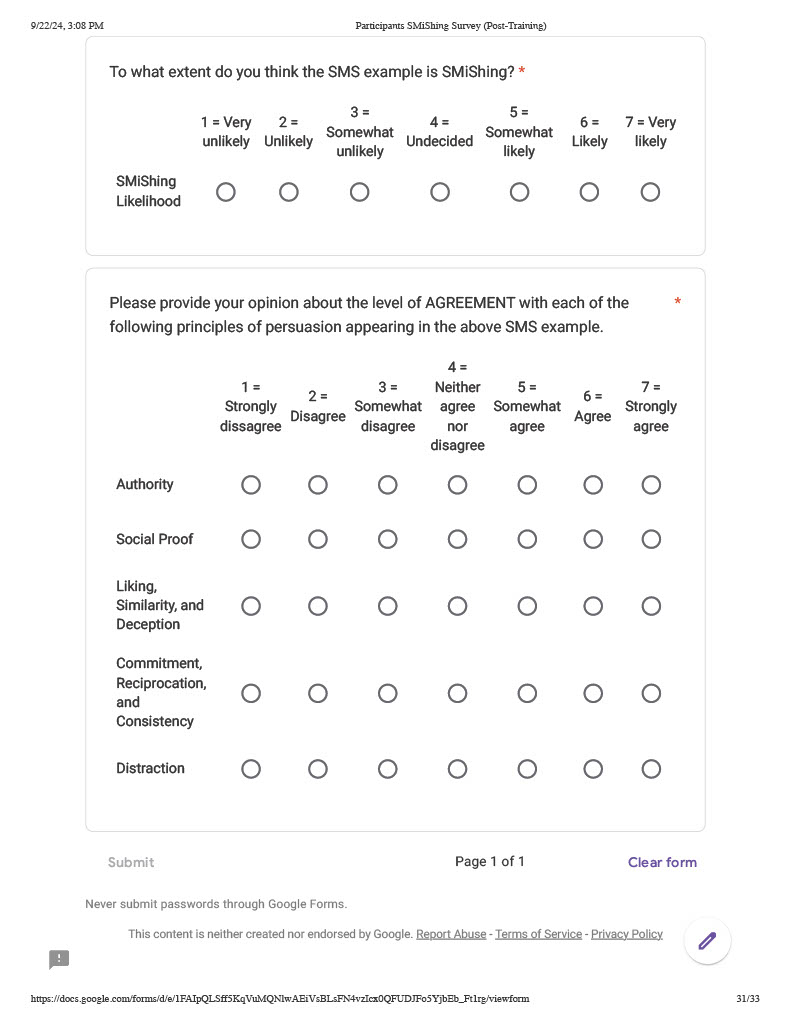 9/22/24, 3:08 PM Participants SMiShing Survey (Post-Training)
To what extent do you think the SMS example is SMiShing? *
1 = Very unlikely 2 = Unlikely 3 = Somewhat unlikely 4 = Undecided 5 = Somewhat likely 6 = Likely 7 = Very likely
SMiShing
Likelihood
Please provide your opinion about the level of AGREEMENT with each of the *
following principles of persuasion appearing in the above SMS example.
1 = Strongly dissagree 2 = Disagree 3 = Somewhat disagree 4 = Neither agree nor disagree 5 = Somewhat agree 6 = Agree 7 = Strongly agree
Authority
Social Proof
Liking,
Similarity, and
Deception
Commitment,
Reciprocation,
and
Consistency
Distraction
Submit Page 1 of 1 Clear form
Never submit passwords through Google Forms.
This content is neither created nor endorsed by Google. Report Abuse - Terms of Service - Privacy Policy
https://docs.google.com/forms/d/e/1FAIpQLSff5KqVuMQNlwAEiVsBLsFN4vzIcx0QFUDJFo5YjbEb_Ft1rg/viewform 31/33